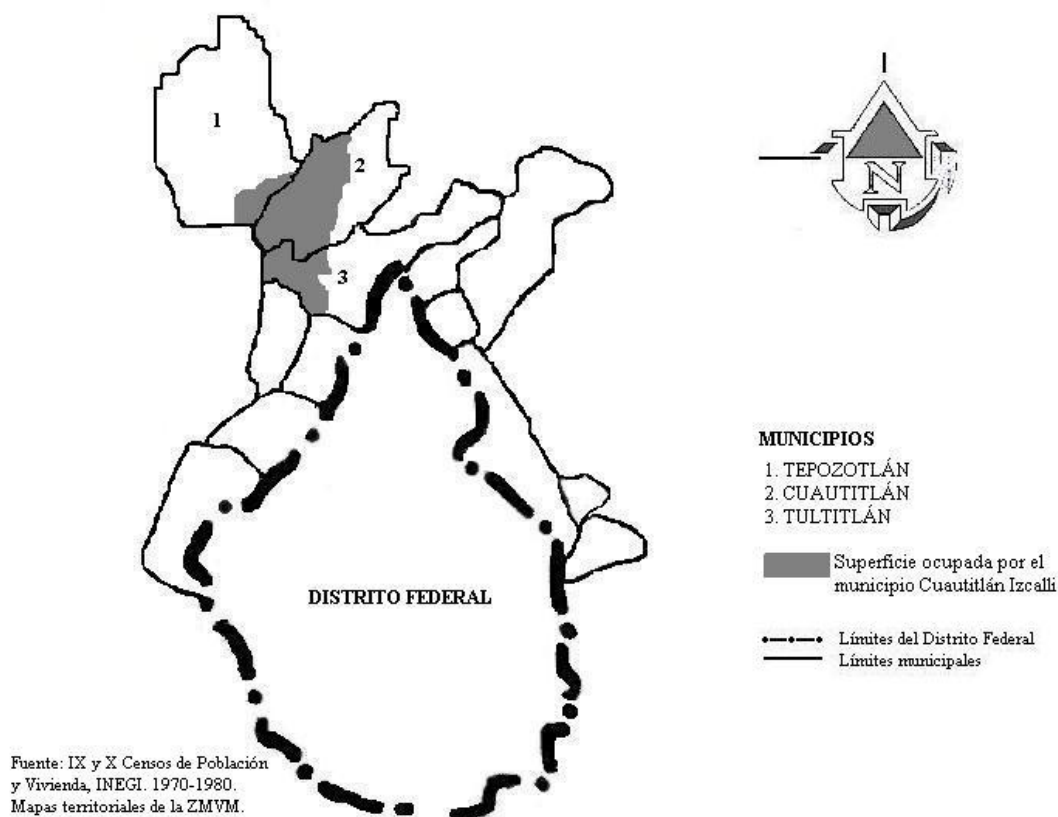 1
2
3
N
MUNICIPIOS
1. TEPOZOTLÁN
2. CUAUTITLÁN
3. TULTITLÁN
Superficie ocupada por el
municipio Cuautitlán Izcalli
DISTRITO FEDERAL
Límites del Distrito Federal
Límites municipales
Fuente: IX y X Censos de Población
y Vivienda, INEGI. 1970-1980.
Mapas territoriales de la ZMVM.